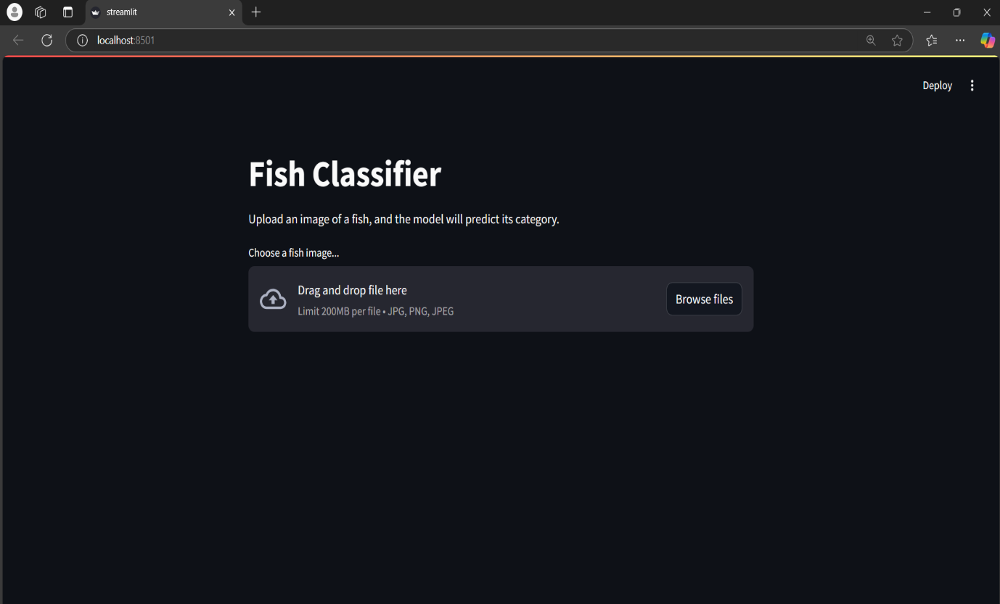 streamlit
localhost:8501
Deploy
Fish Classifier
Upload an image of a fish, and the model will predict its category.
Choose a fish image...
Drag and drop file here
Limit 200MB per file • JPG, PNG, JPEG
Browse files